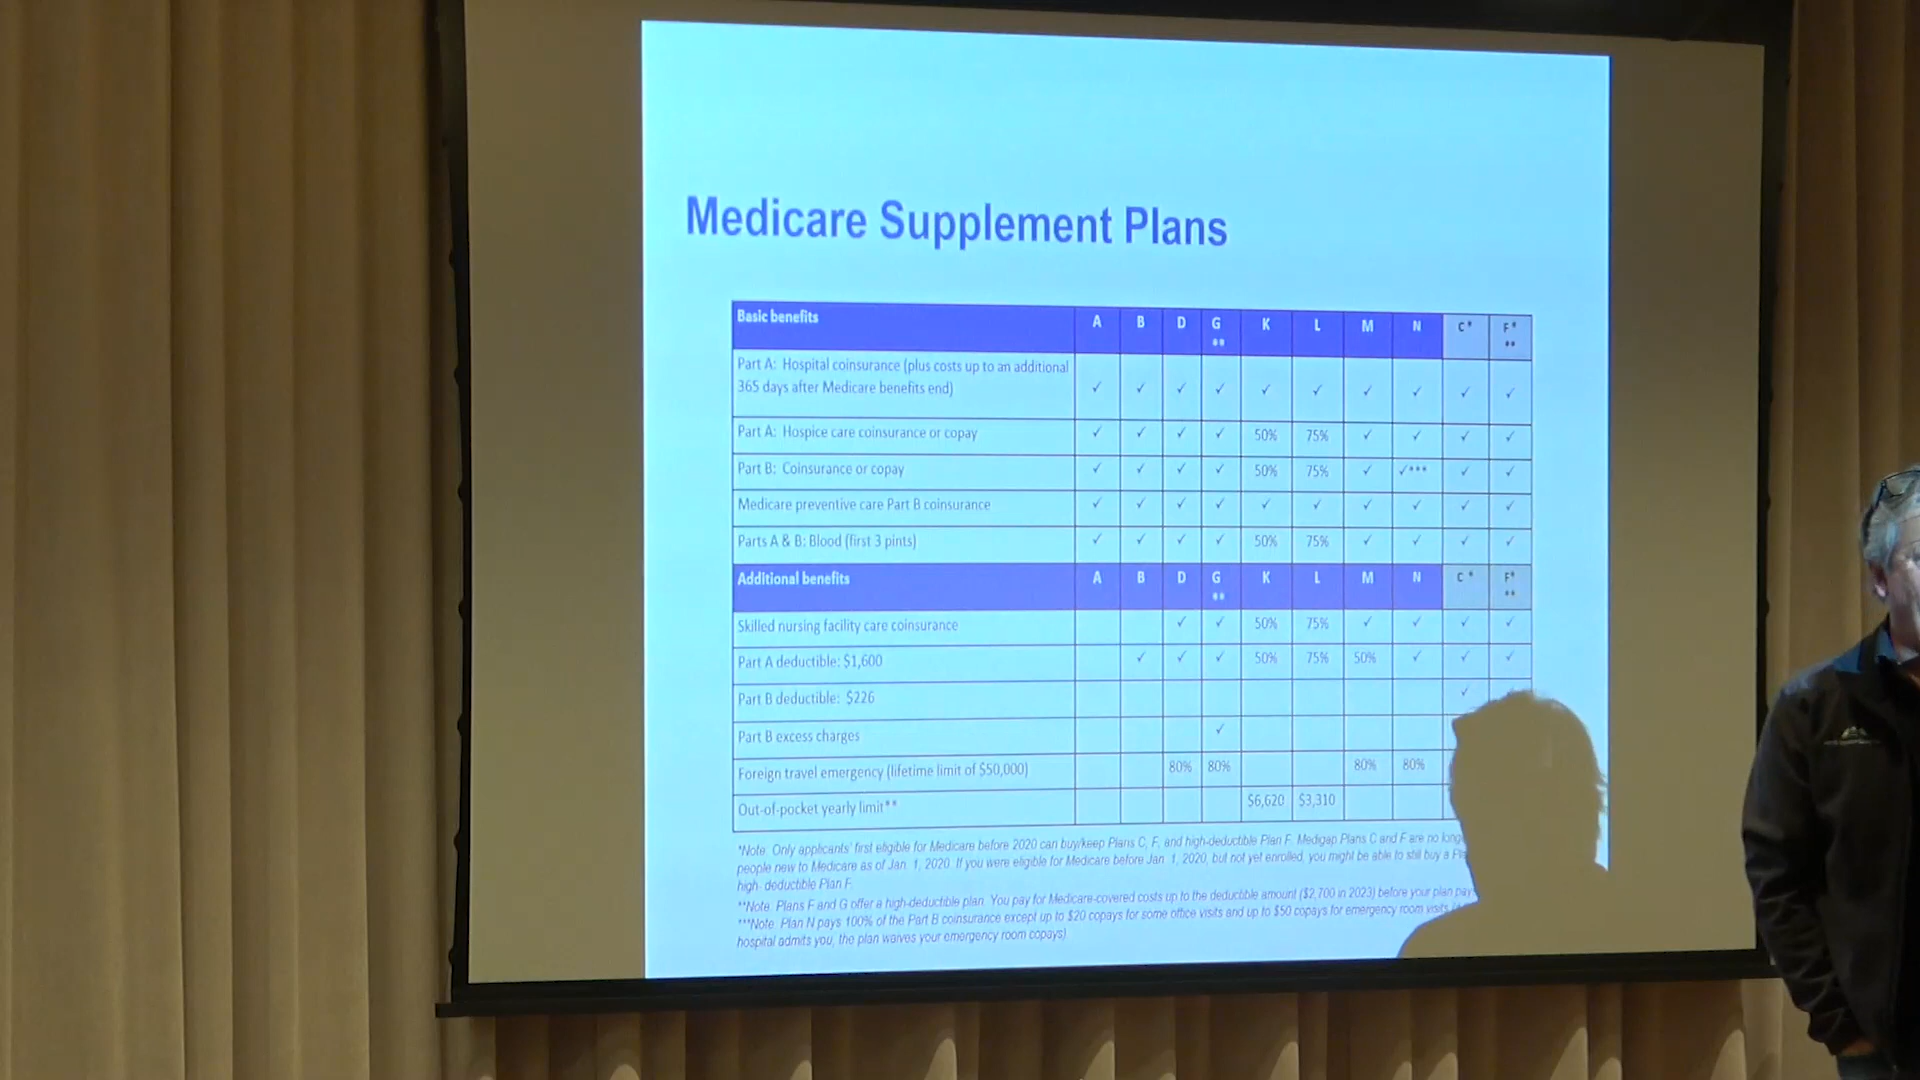 Medicare Supplement Plans
Basic benefits A B D G ** K L M N C* F* **
Part A: Hospital coinsurance (plus costs up to an additional
365 days after Medicare benefits end) ✓ ✓ ✓ ✓ ✓ ✓ ✓ ✓ ✓ ✓
Part A: Hospice care coinsurance or copay ✓ ✓ ✓ ✓ 50% 75% ✓ ✓ ✓ ✓
Part B: Coinsurance or copay ✓ ✓ ✓ ✓ 50% 75% ✓ ✓*** ✓ ✓
Medicare preventive care Part B coinsurance ✓ ✓ ✓ ✓ ✓ ✓ ✓ ✓ ✓ ✓
Parts A & B: Blood (first 3 pints) ✓ ✓ ✓ ✓ 50% 75% ✓ ✓ ✓ ✓
Additional benefits A B D G ** K L M N C* F* **
Skilled nursing facility care coinsurance ✓ ✓ 50% 75% ✓ ✓ ✓ ✓
Part A deductible: $1,600 ✓ ✓ ✓ 50% 75% 50% ✓ ✓ ✓
Part B deductible: $226 ✓
Part B excess charges ✓
Foreign travel emergency (lifetime limit of $50,000) 80% 80% 80% 80%
Out-of-pocket yearly limit** $6,620 $3,310
*Note: Only applicants' first eligible for Medicare before 2020 can buy/keep Plans C, F, and high-deductible Plan F. Medigap Plans C and F are no
people new to Medicare as of Jan. 1, 2020. If you were eligible for Medicare before Jan. 1, 2020, but not yet enrolled, you might be able to still buy a
high-deductible Plan F.
**Note: Plans F and G offer a high-deductible plan. You pay for Medicare-covered costs up to the deductible amount ($2,700 in 2023) before your plan
***Note: Plan N pays 100% of the Part B coinsurance except up to $20 copays for some office visits and up to $50 copays for emergency room visits
hospital admits you, the plan waives your emergency room copays)